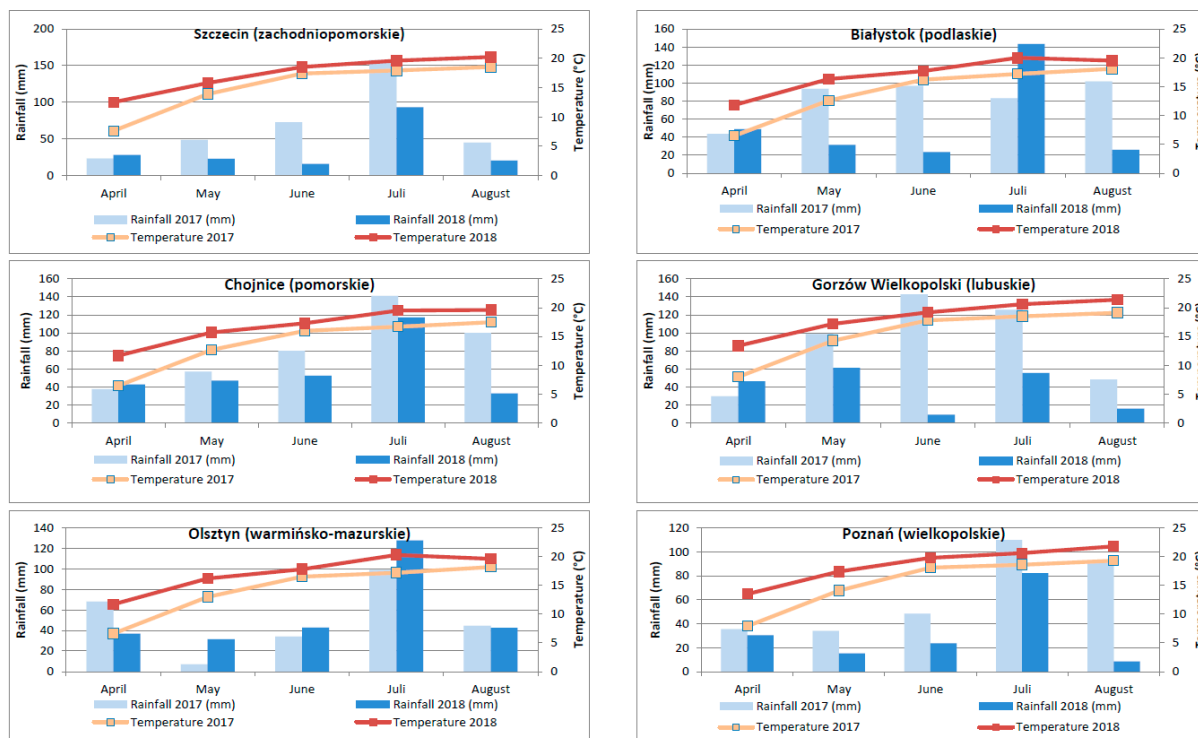 Szczecin (zachodniopomorskie)
Rainfall (mm)
200
150
100
50
0
Temperature (°C)
25
20
15
10
5
0
April May June Juli August
Rainfall 2017 (mm) Rainfall 2018 (mm)
Temperature 2017 Temperature 2018
Białystok (podlaskie)
Rainfall (mm)
160
140
120
100
80
60
40
20
0
25
20
15
10
5
0
April May June Juli August
Rainfall 2017 (mm) Rainfall 2018 (mm)
Temperature 2017 Temperature 2018
Chojnice (pomorskie)
Rainfall (mm)
160
140
120
100
80
60
40
20
0
Temperature (°C)
25
20
15
10
5
0
April May June Juli August
Rainfall 2017 (mm) Rainfall 2018 (mm)
Temperature 2017 Temperature 2018
Gorzów Wielkopolski (lubuskie)
Rainfall (mm)
160
140
120
100
80
60
40
20
0
25
20
15
10
5
0
April May June Juli August
Rainfall 2017 (mm) Rainfall 2018 (mm)
Temperature 2017 Temperature 2018
Olsztyn (warmińsko-mazurskie)
Rainfall (mm)
140
120
100
80
60
40
20
0
Temperature (°C)
25
20
15
10
5
0
April May June Juli August
Rainfall 2017 (mm) Rainfall 2018 (mm)
Temperature 2017 Temperature 2018
Poznań (wielkopolskie)
Rainfall (mm)
120
100
80
60
40
20
0
25
20
15
10
5
0
April May June Juli August
Rainfall 2017 (mm) Rainfall 2018 (mm)
Temperature 2017 Temperature 2018